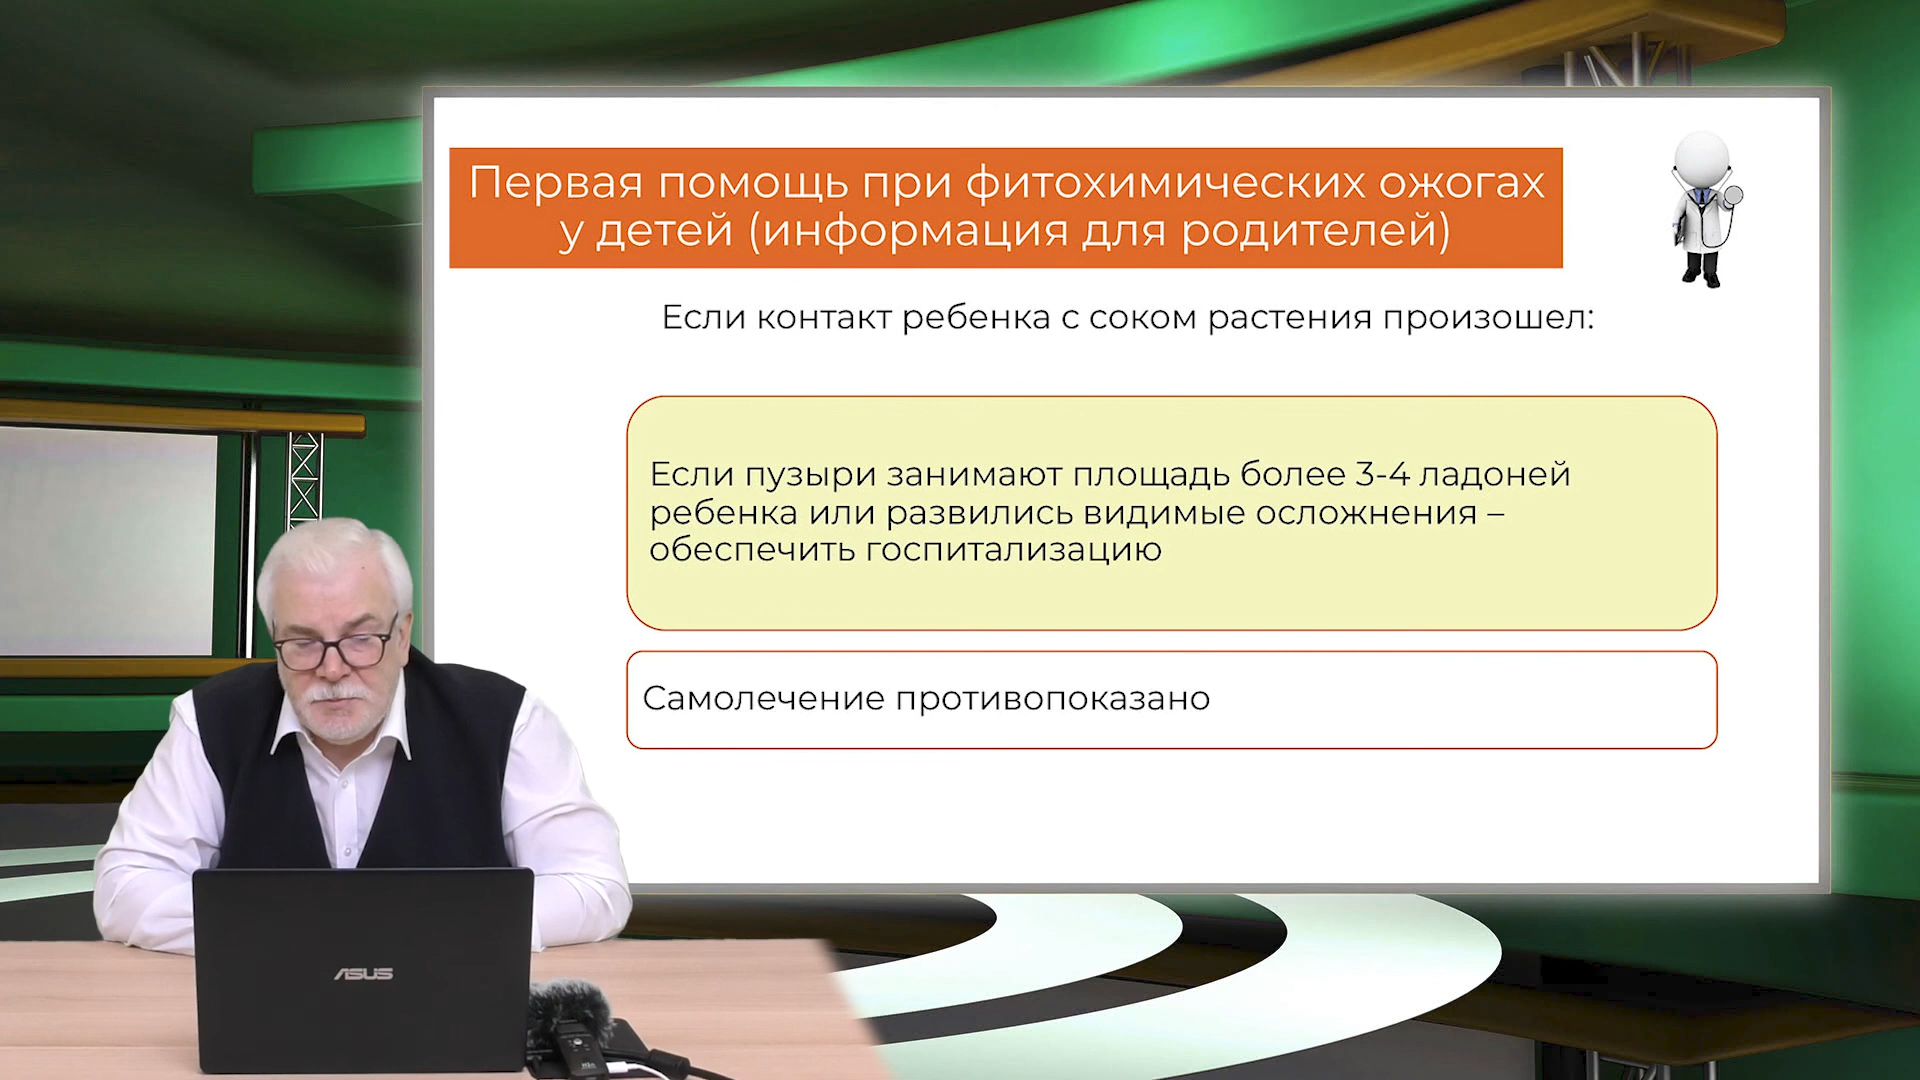 Первая помощь при фитохимических ожогах
у детей (информация для родителей)
Если контакт ребенка с соком растения произошел:
Если пузыри занимают площадь более 3-4 ладоней
ребенка или развились видимые осложнения –
обеспечить госпитализацию
Самолечение противопоказано
ASUS